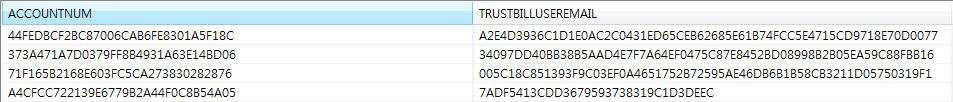 ACCOUNTNUM TRUSTBILLUSEREMAIL
44FEDBCF2BC87006CAB6FE8301A5F18C A2E4D3936C1D1E0AC2C0431ED65CEB62685E61B74FCC5E4715CD9718E70D0077
373A471A7D0379FF8B4931A63E14BD06 34097DD40BB38B5AAD4E7F7A64EF0475C87E8452BD08998B2B05EA59C88FBB16
71F165B2168E603FC5CA273830282876 005C18C851393F9C03EF0A4651752B72595AE46DB6B1B58CB3211D05750319F1
A4CFCC722139E6779B2A44F0C8B54A05 7ADF5413CDD3679593738319C1D3DEEC